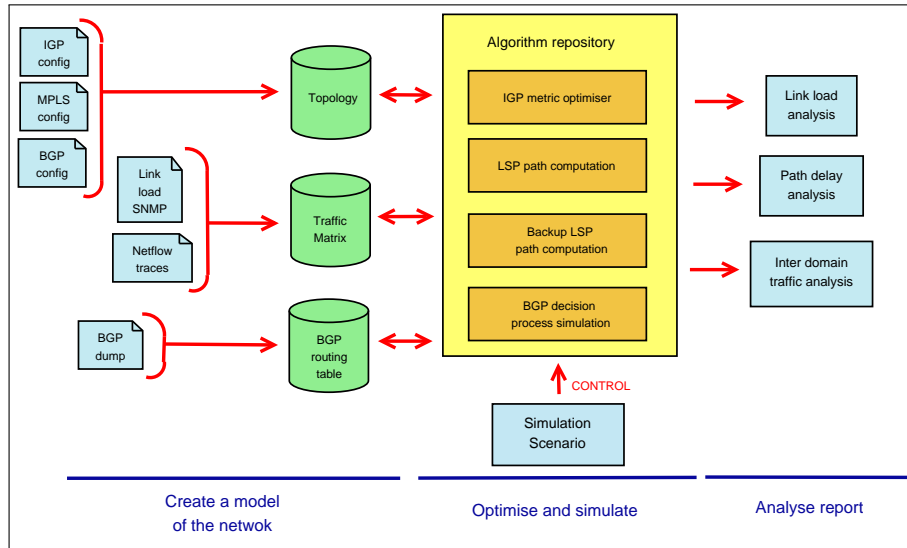 IGP
config
MPLS
config
BGP
config
Link
load
SNMP
Netflow
traces
BGP
dump
Topology
Traffic
Matrix
BGP
routing
table
Algorithm repository
IGP metric optimiser
LSP path computation
Backup LSP
path computation
BGP decision
process simulation
CONTROL
Simulation
Scenario
Link load
analysis
Path delay
analysis
Inter domain
traffic analysis
Create a model
of the netwok
Optimise and simulate
Analyse report